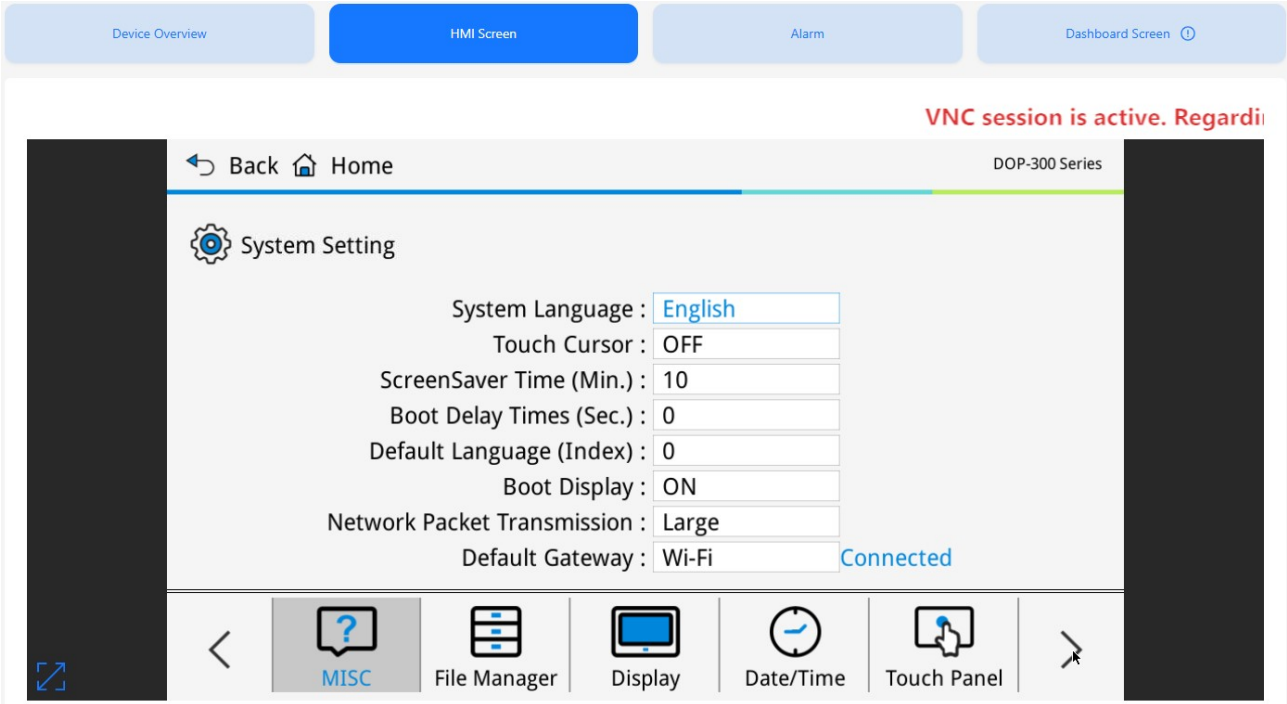 Device Overview
HMI Screen
Alarm
Dashboard Screen
VNC session is active.
Back Home
DOP-300 Series
System Setting
System Language : English
Touch Cursor : OFF
ScreenSaver Time (Min.) : 10
Boot Delay Times (Sec.) : 0
Default Language (Index) : 0
Boot Display : ON
Network Packet Transmission : Large
Default Gateway : Wi-Fi Connected
MISC
File Manager
Display
Date/Time
Touch Panel